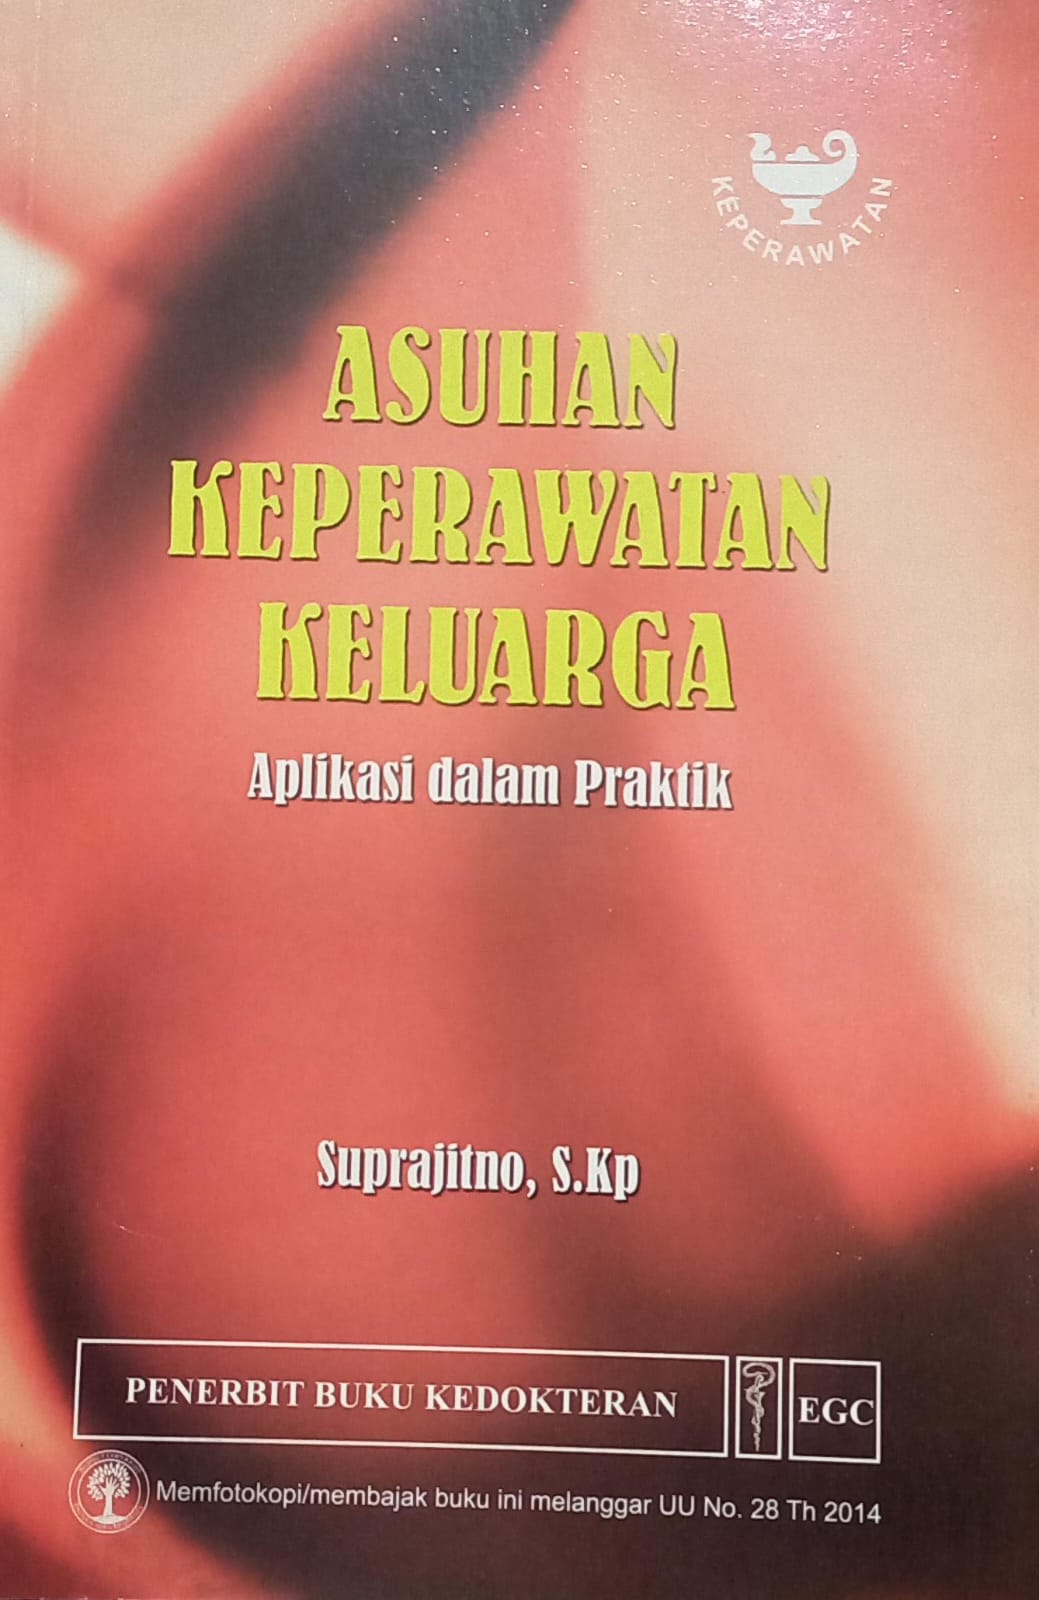 KEPERAWATAN
ASUHAN
KEPERAWATAN
KELUARGA
Aplikasi dalam Praktik
Suprajitno, S.Kp
PENERBIT BUKU KEDOKTERAN EGC
Memfotokopi/membajak buku ini melanggar UU No. 28 Th 2014